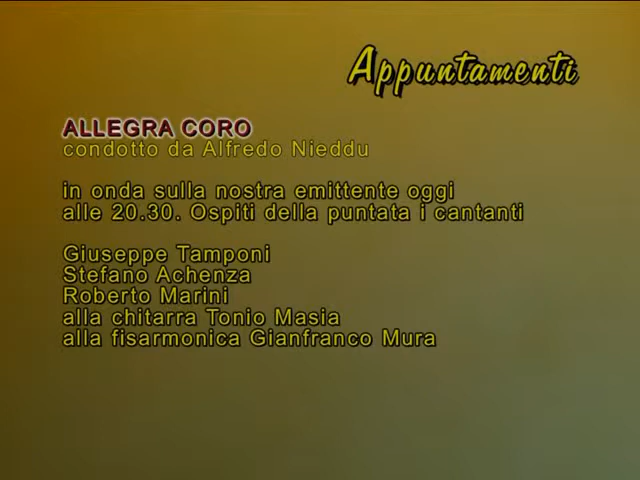 Appuntamenti
ALLEGRA CORO
condotto da Alfredo Nieddu
in onda sulla nostra emittente oggi
alle 20.30. Ospiti della puntata i cantanti
Giuseppe Tamponi
Stefano Achenza
Roberto Marini
alla chitarra Tonio Masia
alla fisarmonica Gianfranco Mura